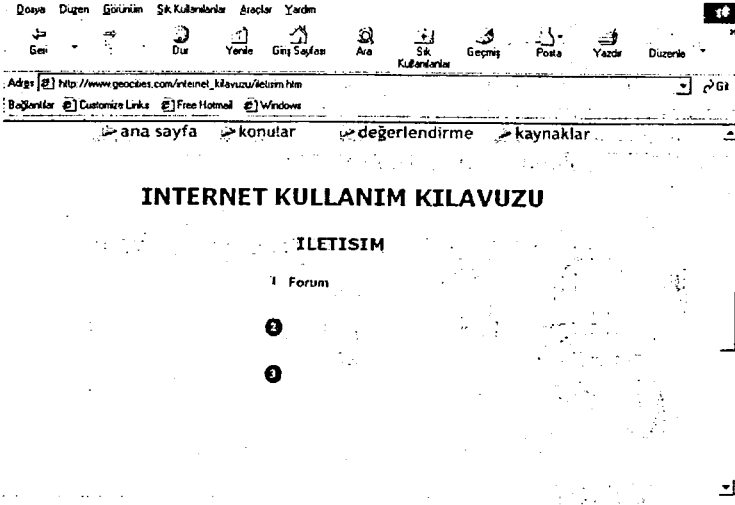 Dosya Düzen Görünüm Sık Kullanılanlar Araçlar Yardım
Geri Dur Yenile Giriş Sayfası Ara Sık Kullanılanlar Geçmiş Posta Yazdır Düzenle
Adres http://www.geocities.com/internet_kilavuzu/iletisim.htm Git
Bağlantılar Customize Links Free Hotmail Windows
ana sayfa konular değerlendirme kaynaklar
INTERNET KULLANIM KILAVUZU
ILETISIM
1 Forum
2
3